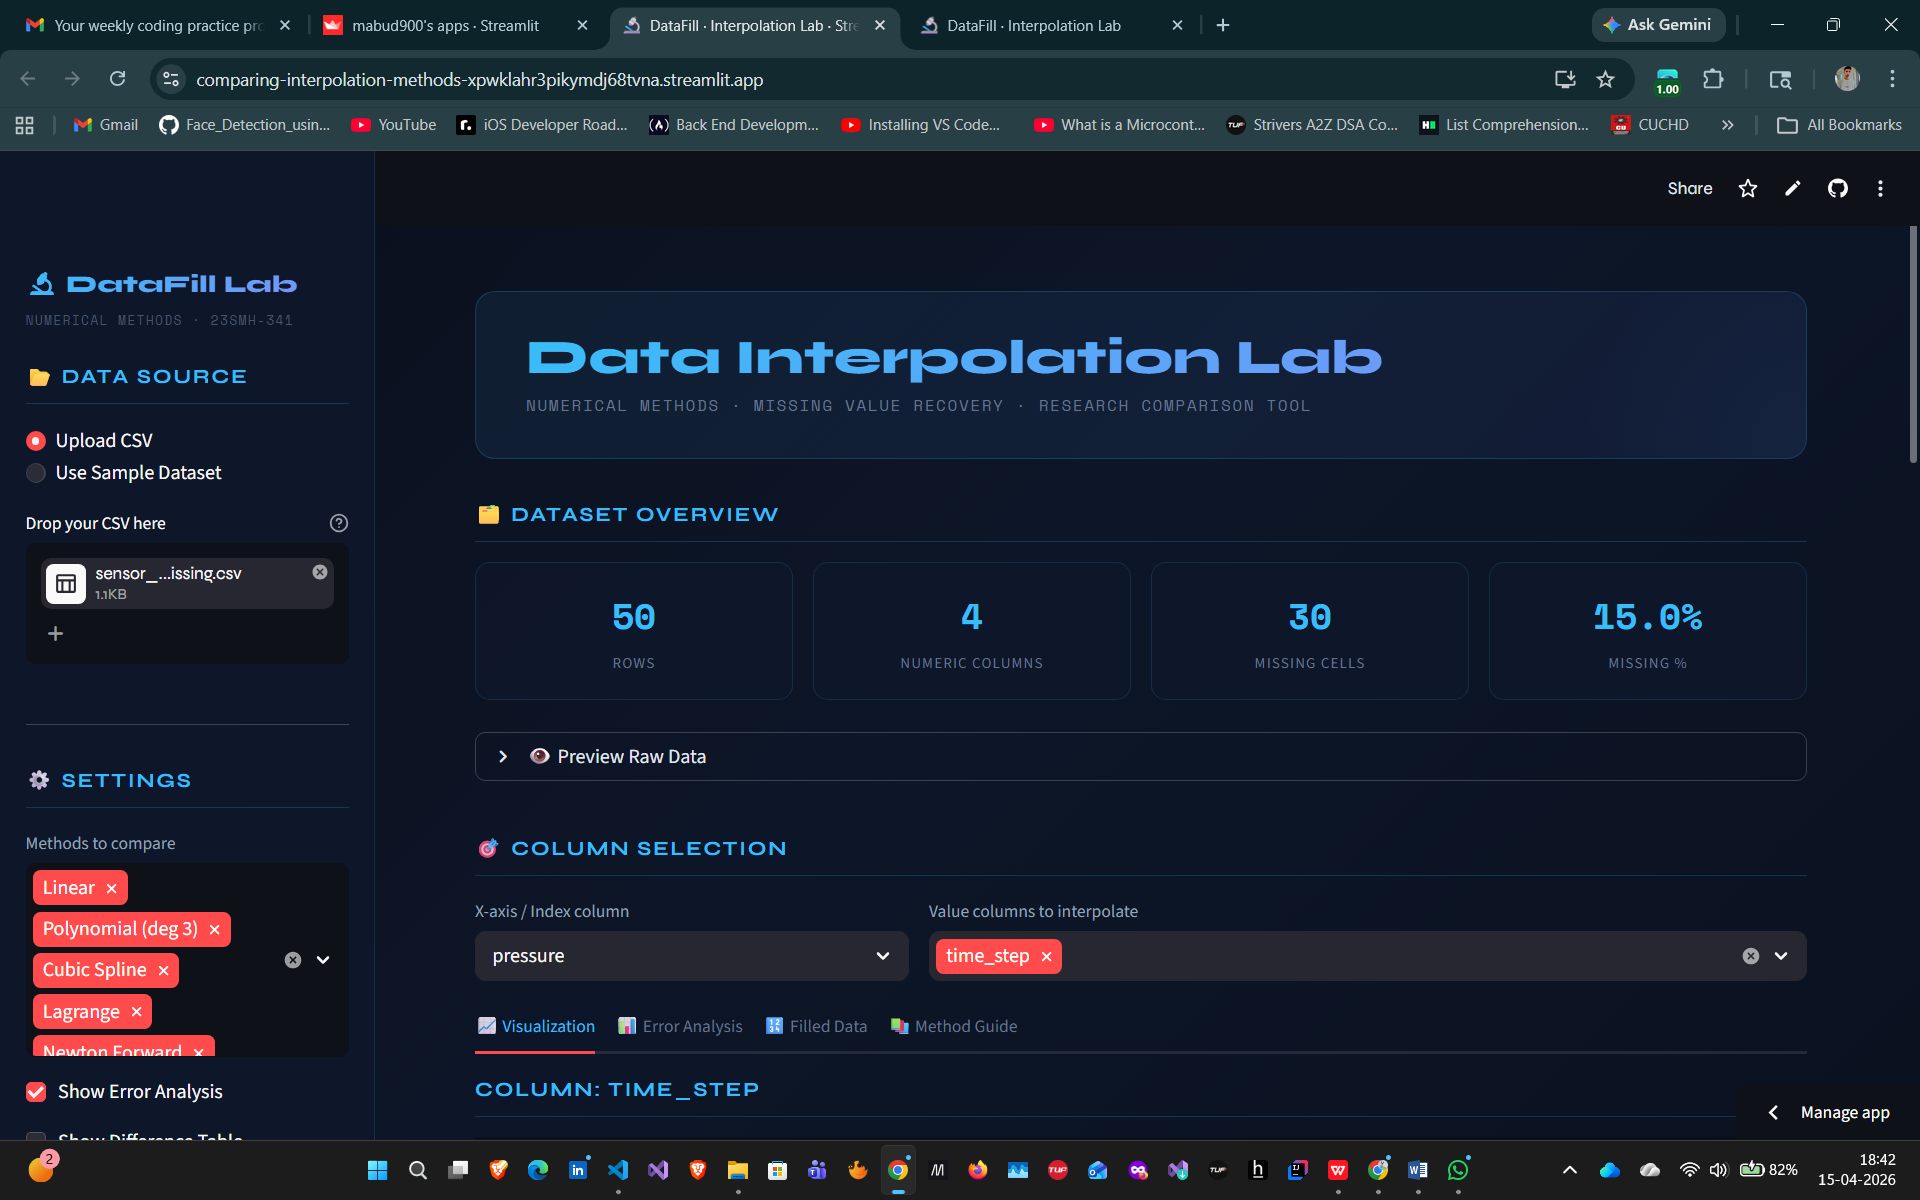 Your weekly coding practice pro
mabud900's apps · Streamlit
DataFill · Interpolation Lab · Stre
DataFill · Interpolation Lab
Ask Gemini
comparing-interpolation-methods-xpwklahr3pikymdj68tvna.streamlit.app
1.00
Gmail
Face_Detection_usin...
YouTube
iOS Developer Road...
Back End Developm...
Installing VS Code...
What is a Microcont...
Strivers A2Z DSA Co...
List Comprehension...
CUCHD
All Bookmarks
Share
DataFill Lab
NUMERICAL METHODS · 23SMH-341
DATA SOURCE
Upload CSV
Use Sample Dataset
Drop your CSV here
sensor_...issing.csv
1.1KB
SETTINGS
Methods to compare
Linear
Polynomial (deg 3)
Cubic Spline
Lagrange
Newton Forward
Show Error Analysis
Show Difference Table
Data Interpolation Lab
NUMERICAL METHODS · MISSING VALUE RECOVERY · RESEARCH COMPARISON TOOL
DATASET OVERVIEW
50
ROWS
4
NUMERIC COLUMNS
30
MISSING CELLS
15.0%
MISSING %
Preview Raw Data
COLUMN SELECTION
X-axis / Index column
Value columns to interpolate
pressure
time_step
Visualization
Error Analysis
Filled Data
Method Guide
COLUMN: TIME_STEP
Manage app
2
82%
18:42
15-04-2026